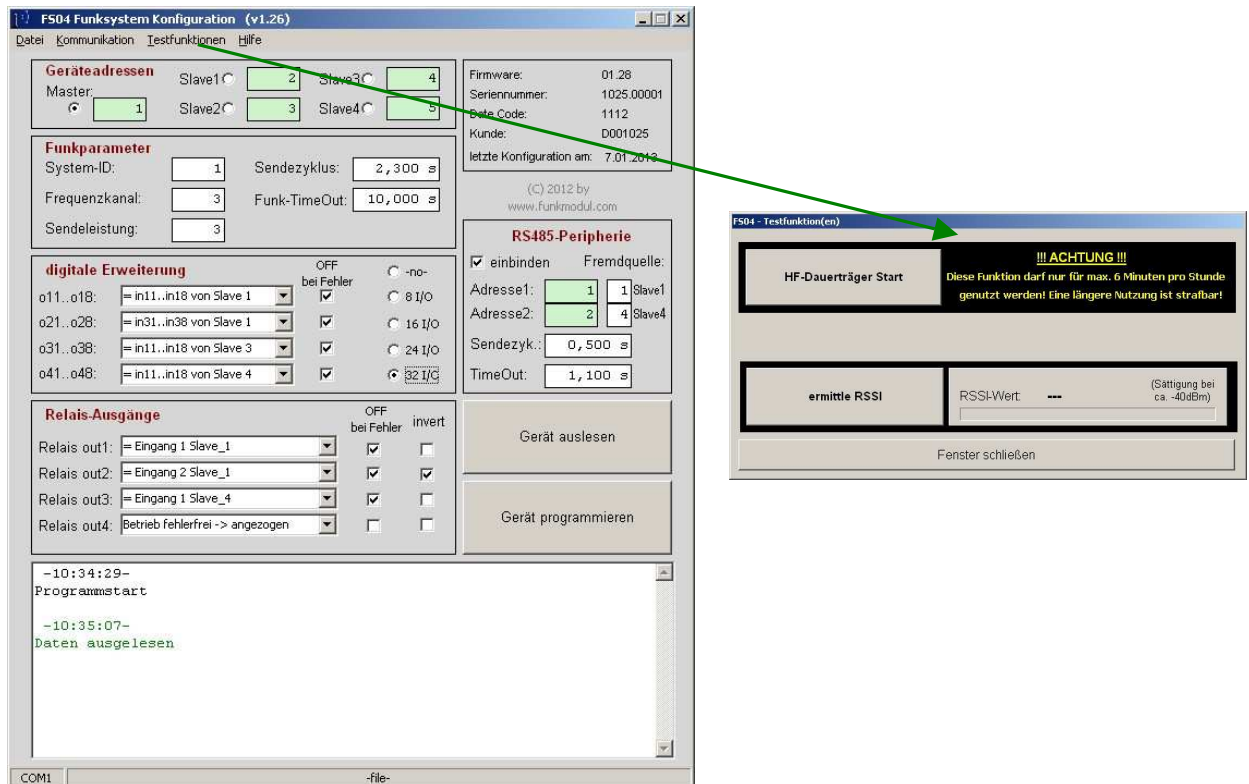 FS04 Funksystem Konfiguration (v1.26)
Datei Kommunikation Testfunktionen Hilfe
Geräteadressen
Master:
1
Slave1 2
Slave3 4
Slave2 3
Slave4 5
Firmware: 01.28
Seriennummer: 1025.00001
Date Code: 1112
Kunde: D001025
letzte Konfiguration am: 7.01.2013
Funkparameter
System-ID: 1
Sendezyklus: 2,300 s
Frequenzkanal: 3
Funk-TimeOut: 10,000 s
Sendeleistung: 3
(C) 2012 by
www.funkmodul.com
RS485-Peripherie
einbinden Fremdquelle:
Adresse1: 1 1 Slave1
Adresse2: 2 4 Slave4
Sendezyk.: 0,500 s
TimeOut: 1,100 s
digitale Erweiterung
OFF
bei Fehler
-no-
o11..o18: = in11..in18 von Slave 1 8 I/O
o21..o28: = in31..in38 von Slave 1 16 I/O
o31..o38: = in11..in18 von Slave 3 24 I/O
o41..o48: = in11..in18 von Slave 4 32 I/O
Relais-Ausgänge
OFF
bei Fehler
invert
Relais out1: = Eingang 1 Slave_1
Relais out2: = Eingang 2 Slave_1
Relais out3: = Eingang 1 Slave_4
Relais out4: Betrieb fehlerfrei -> angezogen
Gerät auslesen
Gerät programmieren
-10:34:29-
Programmstart
-10:35:07-
Daten ausgelesen
COM1 -file-
FS04 - Testfunktion(en)
HF-Dauerträger Start
!!! ACHTUNG !!!
Diese Funktion darf nur für max. 6 Minuten pro Stunde
genutzt werden! Eine längere Nutzung ist strafbar!
ermittle RSSI
RSSI-Wert: ---
(Sättigung bei
ca. -40dBm)
Fenster schließen